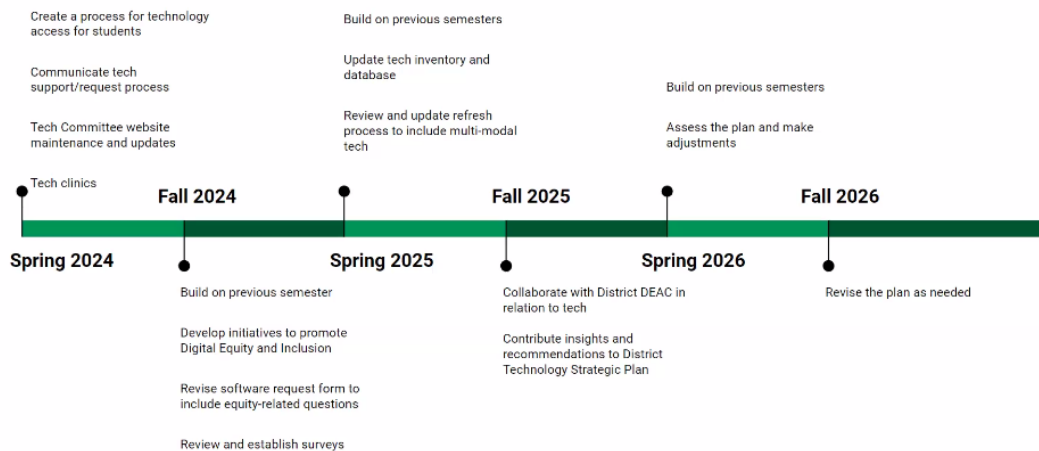 Create a process for technology
access for students
Communicate tech
support/request process
Tech Committee website
maintenance and updates
Tech clinics
Build on previous semesters
Update tech inventory and
database
Review and update refresh
process to include multi-modal
tech
Build on previous semesters
Assess the plan and make
adjustments
Fall 2024
Fall 2025
Fall 2026
Spring 2024
Spring 2025
Spring 2026
Build on previous semester
Develop initiatives to promote
Digital Equity and Inclusion
Revise software request form to
include equity-related questions
Review and establish surveys
Collaborate with District DEAC in
relation to tech
Contribute insights and
recommendations to District
Technology Strategic Plan
Revise the plan as needed